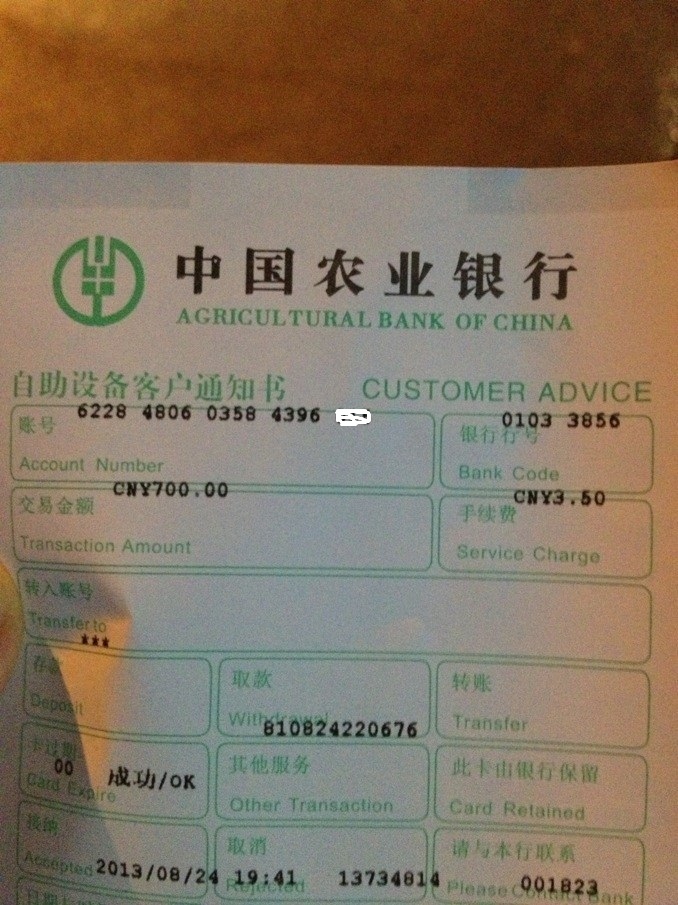 中国农业银行
AGRICULTURAL BANK OF CHINA
自助设备客户通知书 CUSTOMER ADVICE
6228 4806 0358 4396 0103 3856
账号 银行行号
Account Number Bank Code
CNY700.00 CNY3.50
交易金额 手续费
Transaction Amount Service Charge
转入账号
Transfer to
***
存款 取款 转账
Deposit Withdrawal Transfer
810824220676
卡过期 其他服务 此卡由银行保留
00 成功/OK
Card Expire Other Transaction Card Retained
接纳 取消 请与本行联系
Accepted Rejected Please Contact Bank
2013/08/24 19:41 13734814 001823